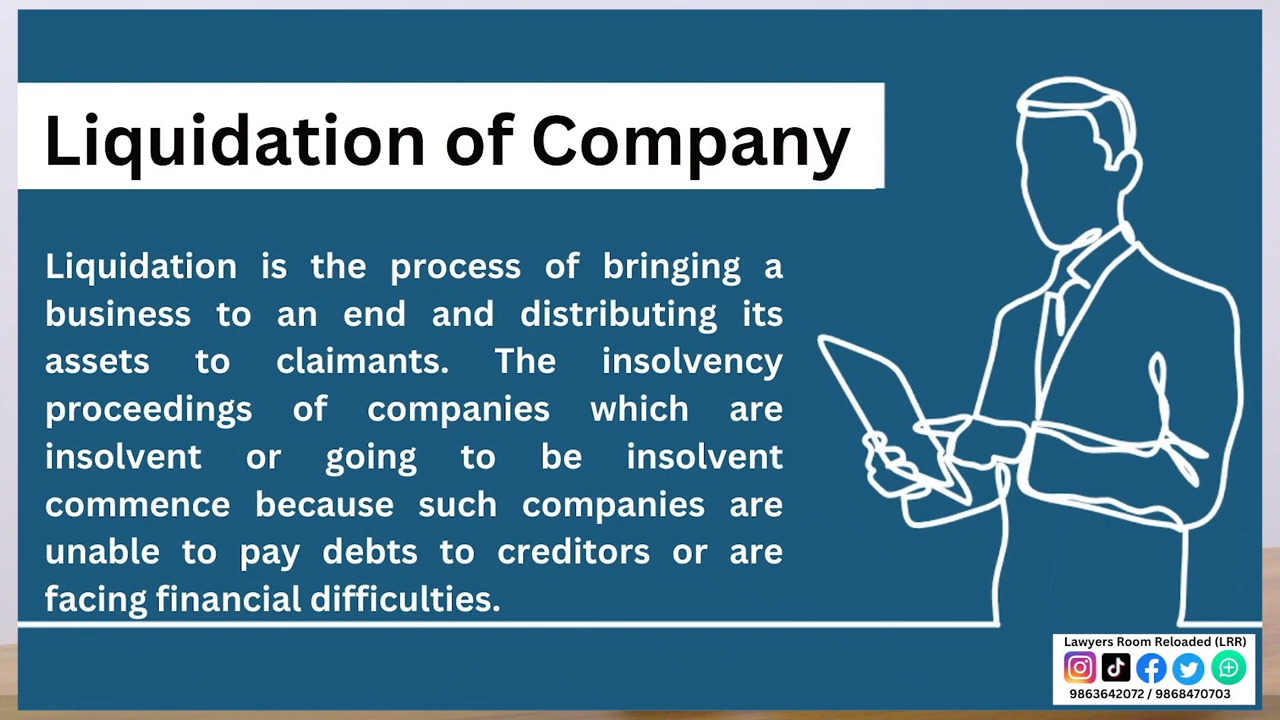 Liquidation of Company
Liquidation is the process of bringing a
business to an end and distributing its
assets to claimants. The insolvency
proceedings of companies which are
insolvent or going to be insolvent
commence because such companies are
unable to pay debts to creditors or are
facing financial difficulties.
Lawyers Room Reloaded (LRR)
9863642072 / 9868470703